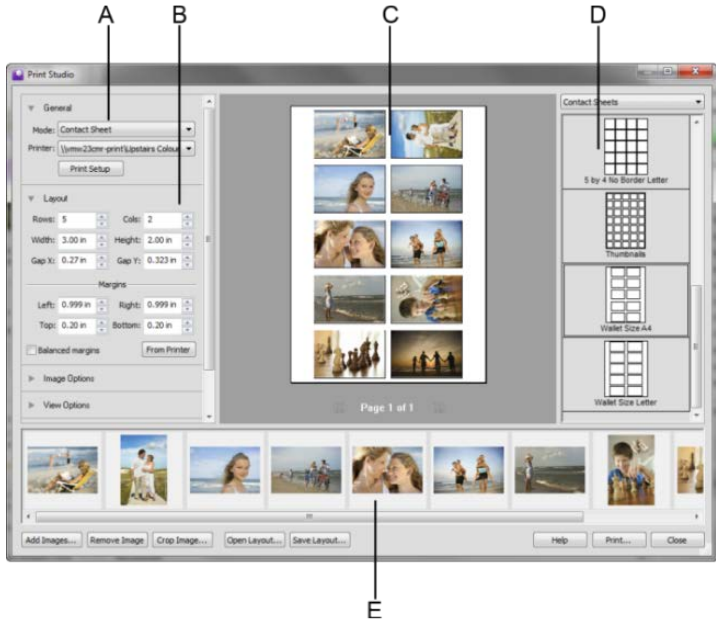 A B C D
Print Studio
General
Mode: Contact Sheet
Printer: \\vmw23cmr-print\Upstairs Colou
Print Setup
Layout
Rows: 5 Cols: 2
Width: 3.00 in Height: 2.00 in
Gap X: 0.27 in Gap Y: 0.323 in
Margins
Left: 0.999 in Right: 0.999 in
Top: 0.20 in Bottom: 0.20 in
Balanced margins From Printer
Image Options
View Options
Page 1 of 1
Contact Sheets
5 by 4 No Border Letter
Thumbnails
Wallet Size A4
Wallet Size Letter
Add Images... Remove Image Crop Image... Open Layout... Save Layout... Help Print... Close
E